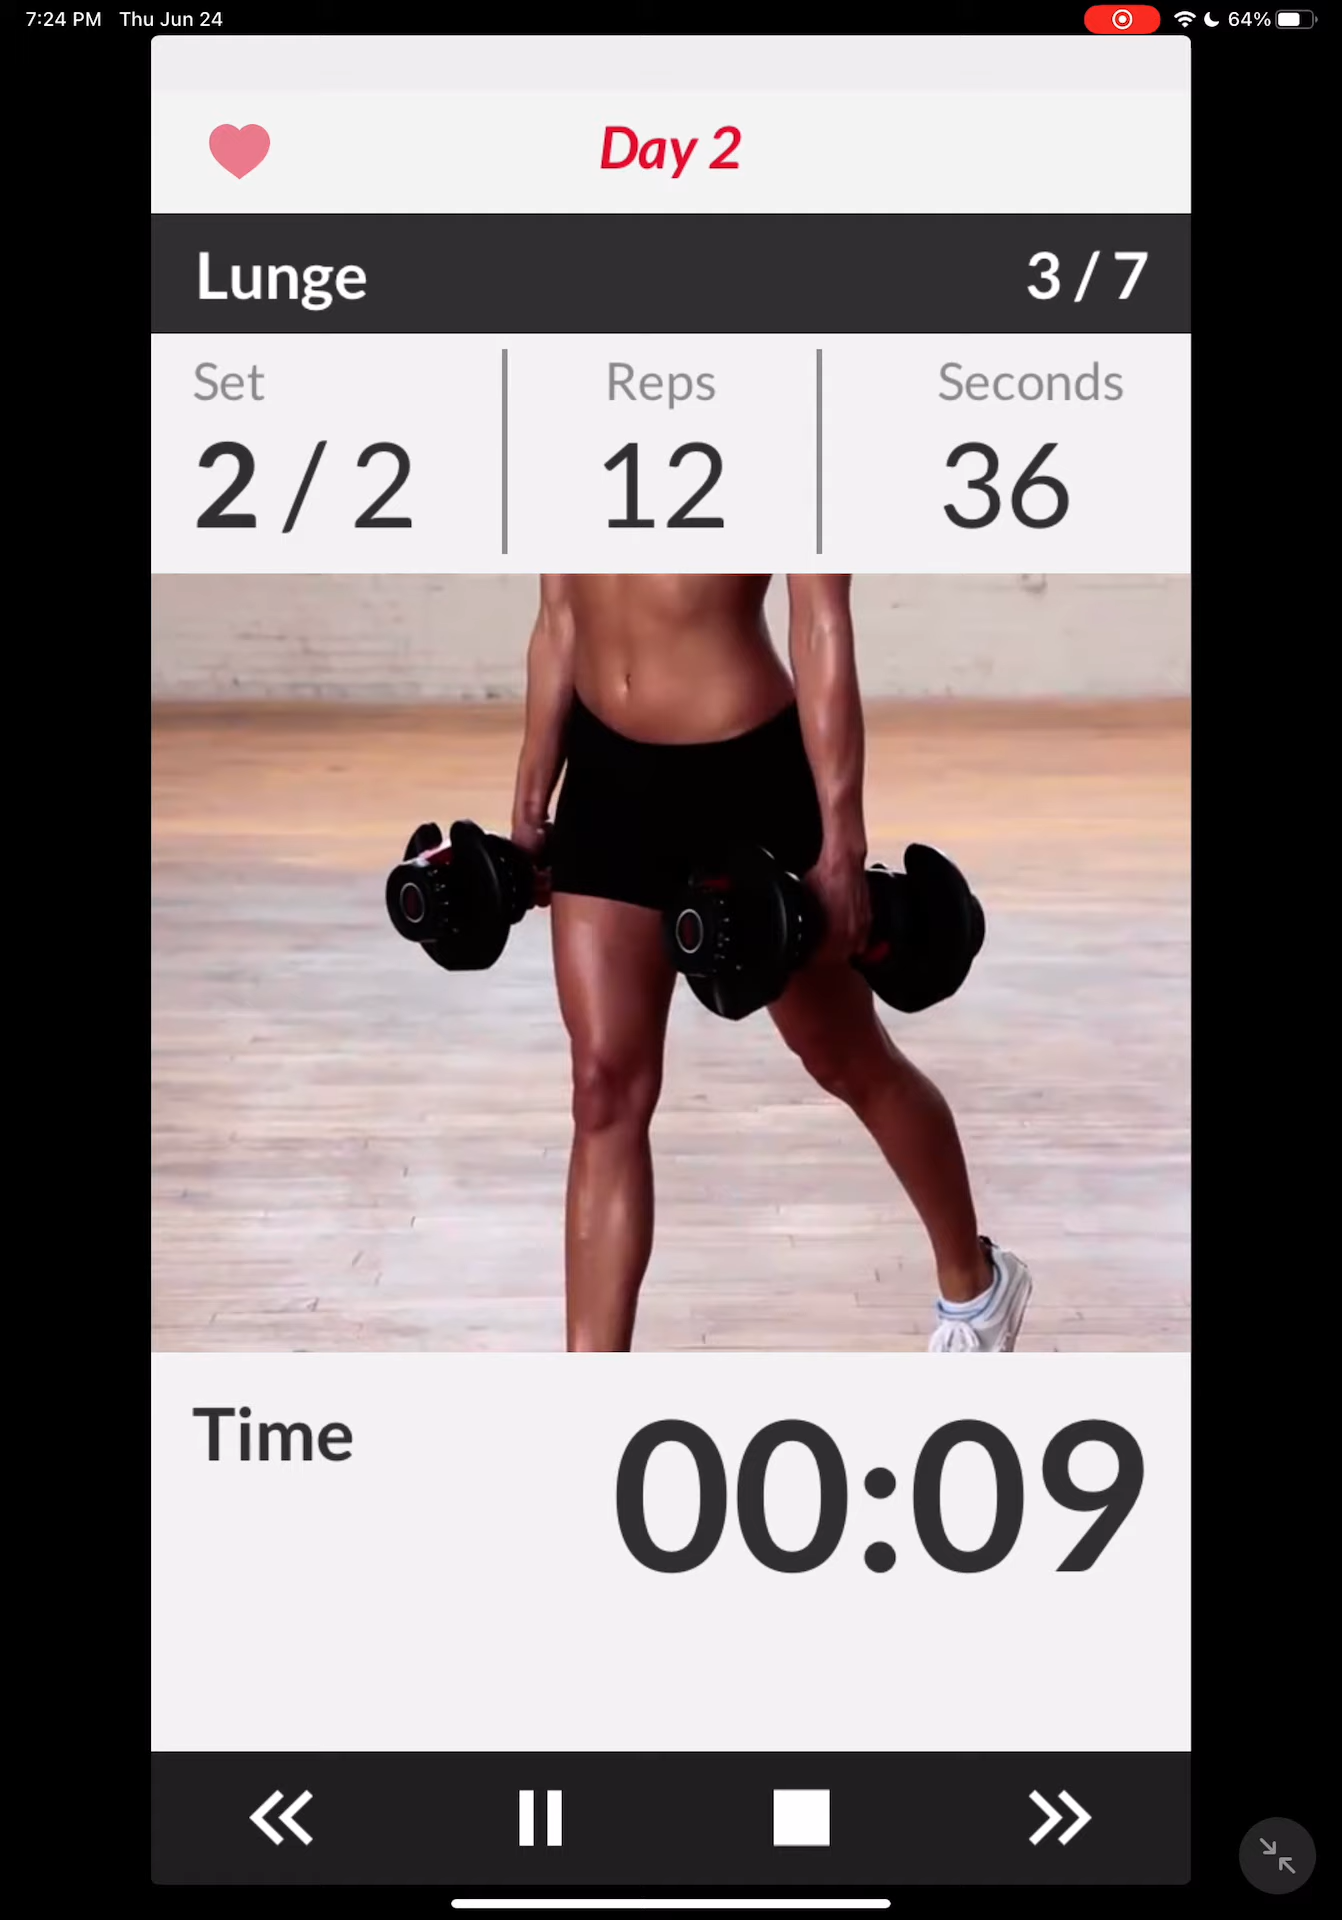 7:24 PM Thu Jun 24 64%
Day 2
Lunge 3 / 7
Set Reps Seconds
2 / 2 12 36
Time 00:09